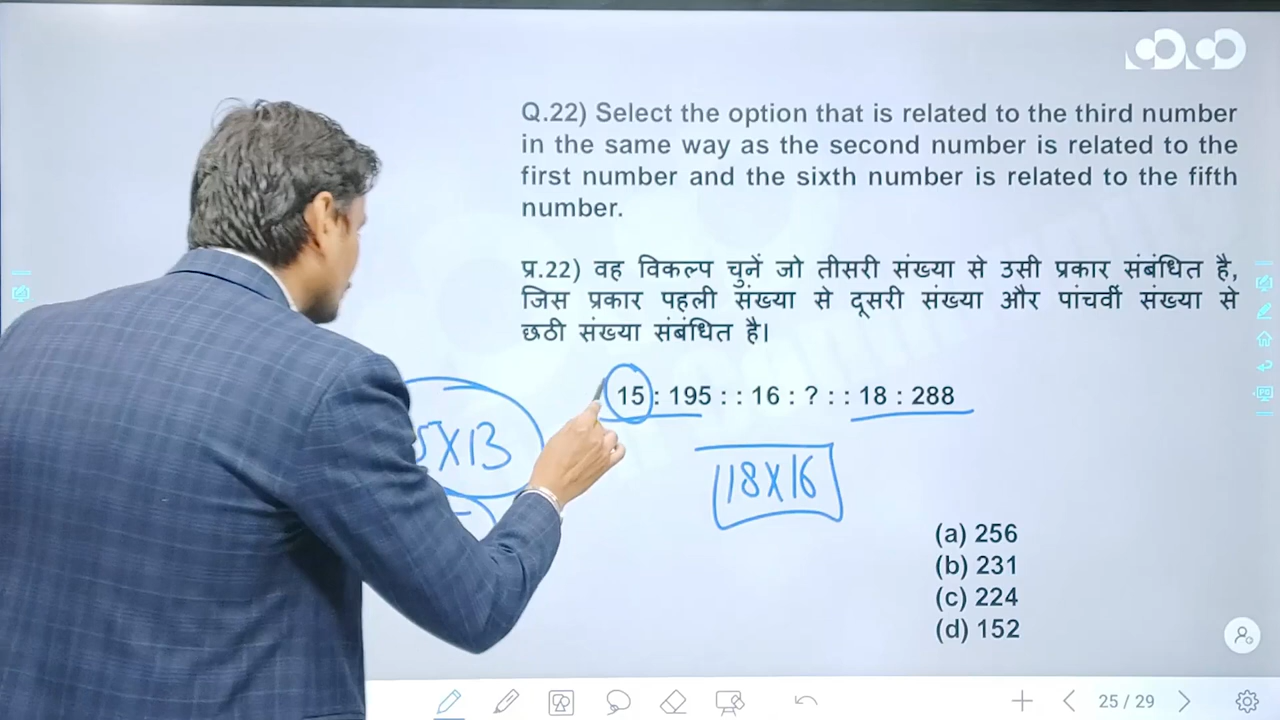 Q.22) Select the option that is related to the third number
in the same way as the second number is related to the
first number and the sixth number is related to the fifth
number.
प्र.22) वह विकल्प चुनें जो तीसरी संख्या से उसी प्रकार संबंधित है,
जिस प्रकार पहली संख्या से दूसरी संख्या और पांचवीं संख्या से
छठी संख्या संबंधित है।
15 : 195 : : 16 : ? : : 18 : 288
5X13
18X16
(a) 256
(b) 231
(c) 224
(d) 152
25 / 29